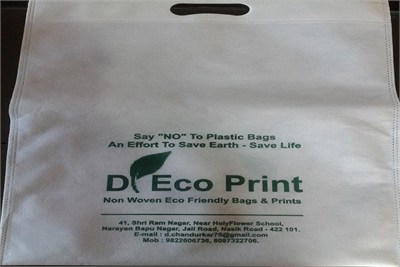 Say "NO" To Plastic Bags
An Effort To Save Earth - Save Life
D' Eco Print
Non Woven Eco Friendly Bags & Prints
41, Shri Ram Nagar, Near HolyFlower School,
Narayan Bapu Nagar, Jail Road, Nasik Road - 422 101.
E-mail : d.chandurkar75@gmail.com
Mob : 9822606736, 8087322706.